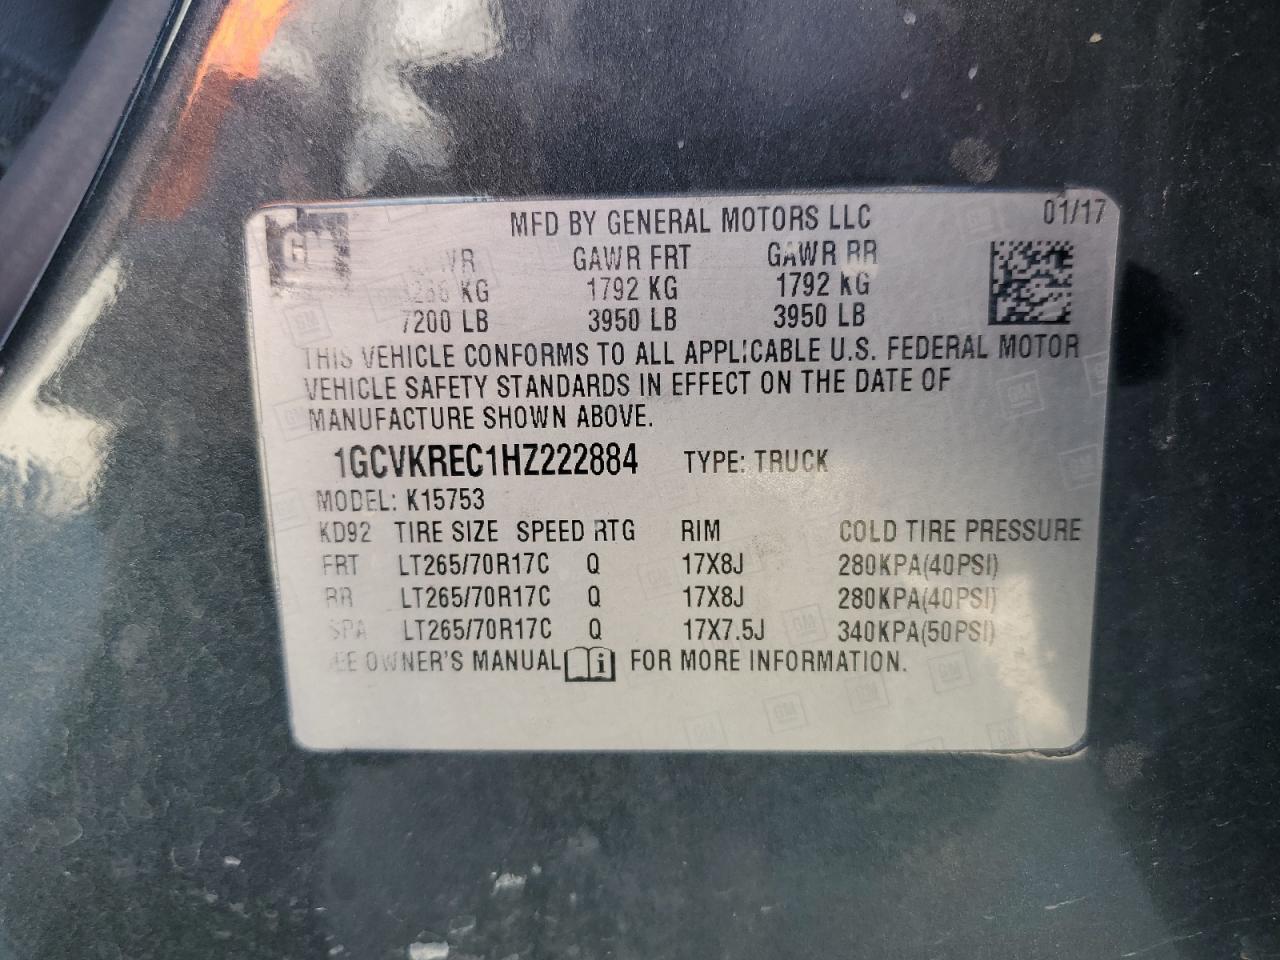 GM MFD BY GENERAL MOTORS LLC 01/17
GAWR FRT GAWR RR
KG 1792 KG 1792 KG
7200 LB 3950 LB 3950 LB
THIS VEHICLE CONFORMS TO ALL APPLICABLE U.S. FEDERAL MOTOR
VEHICLE SAFETY STANDARDS IN EFFECT ON THE DATE OF
MANUFACTURE SHOWN ABOVE.
1GCVKREC1HZ222884 TYPE: TRUCK
MODEL: K15753
KD92 TIRE SIZE SPEED RTG RIM COLD TIRE PRESSURE
FRT LT265/70R17C Q 17X8J 280KPA(40PSI)
RR LT265/70R17C Q 17X8J 280KPA(40PSI)
SPA LT265/70R17C Q 17X7.5J 340KPA(50PSI)
OWNER'S MANUAL FOR MORE INFORMATION.